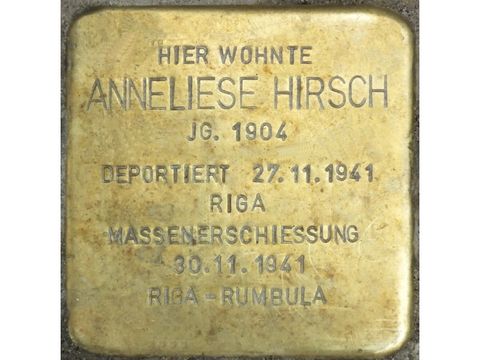 HIER WOHNTE
ANNELIESE HIRSCH
JG. 1904
DEPORTIERT 27.11.1941
RIGA
MASSENERSCHIESSUNG
30.11.1941
RIGA-RUMBULA